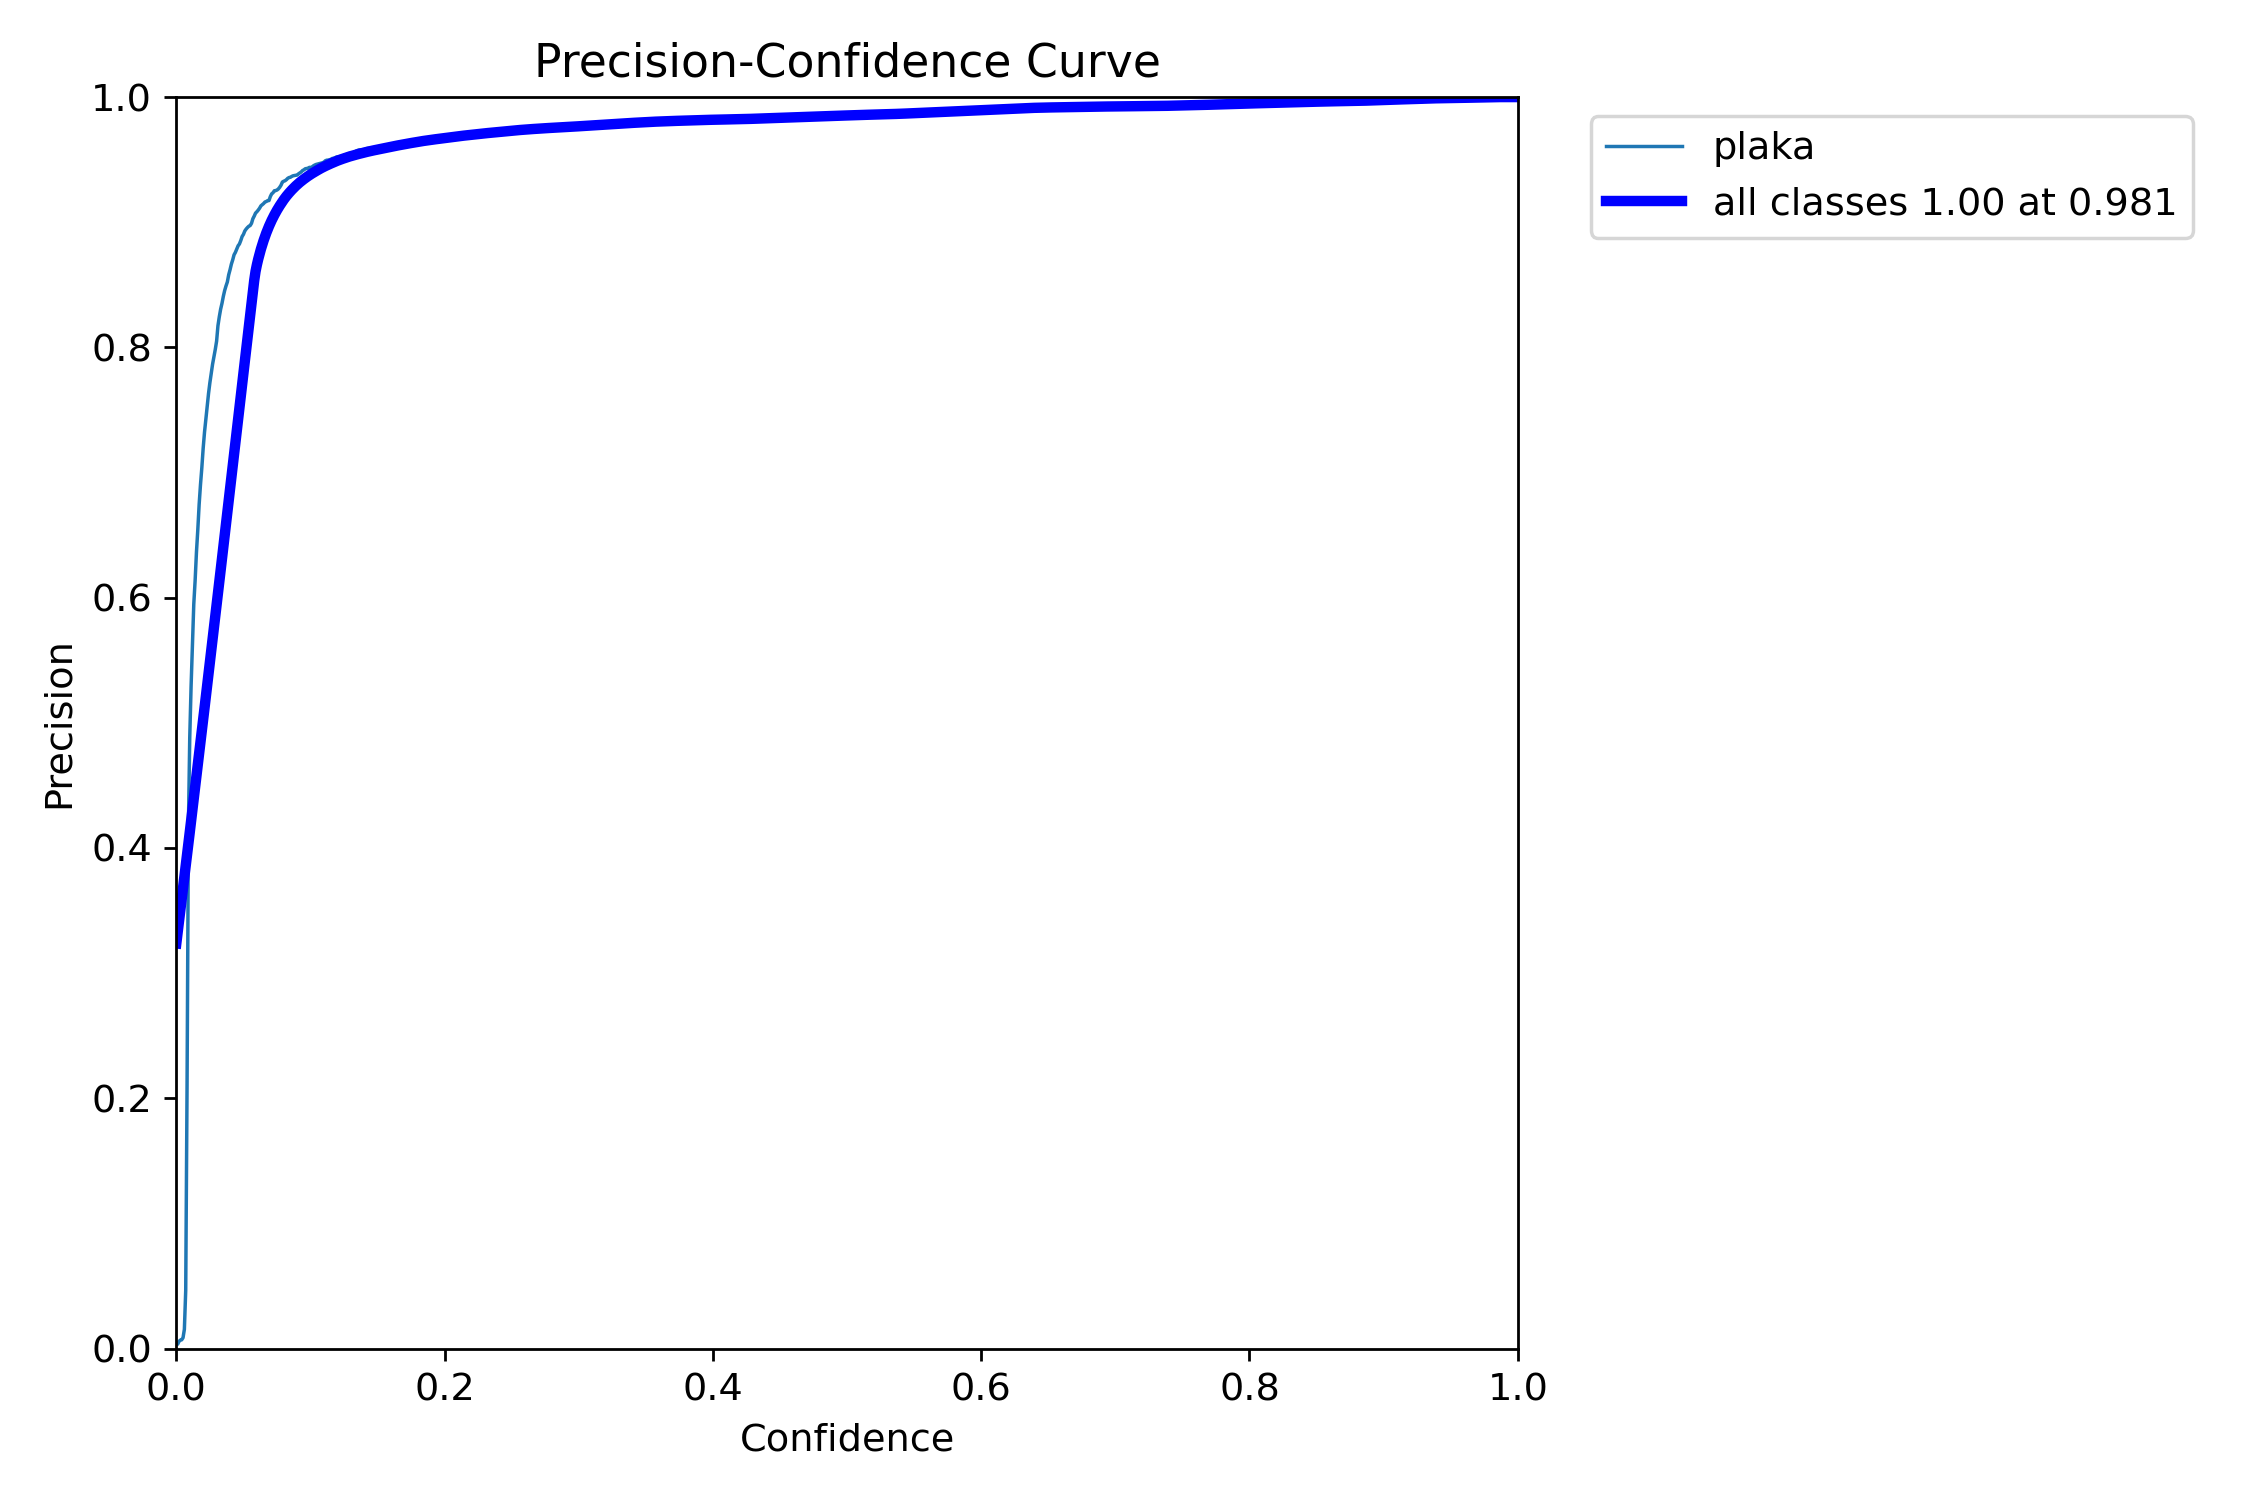 Precision-Confidence Curve
1.0
0.8
0.6
0.4
0.2
0.0
Precision
0.0 0.2 0.4 0.6 0.8 1.0
Confidence
plaka
all classes 1.00 at 0.981